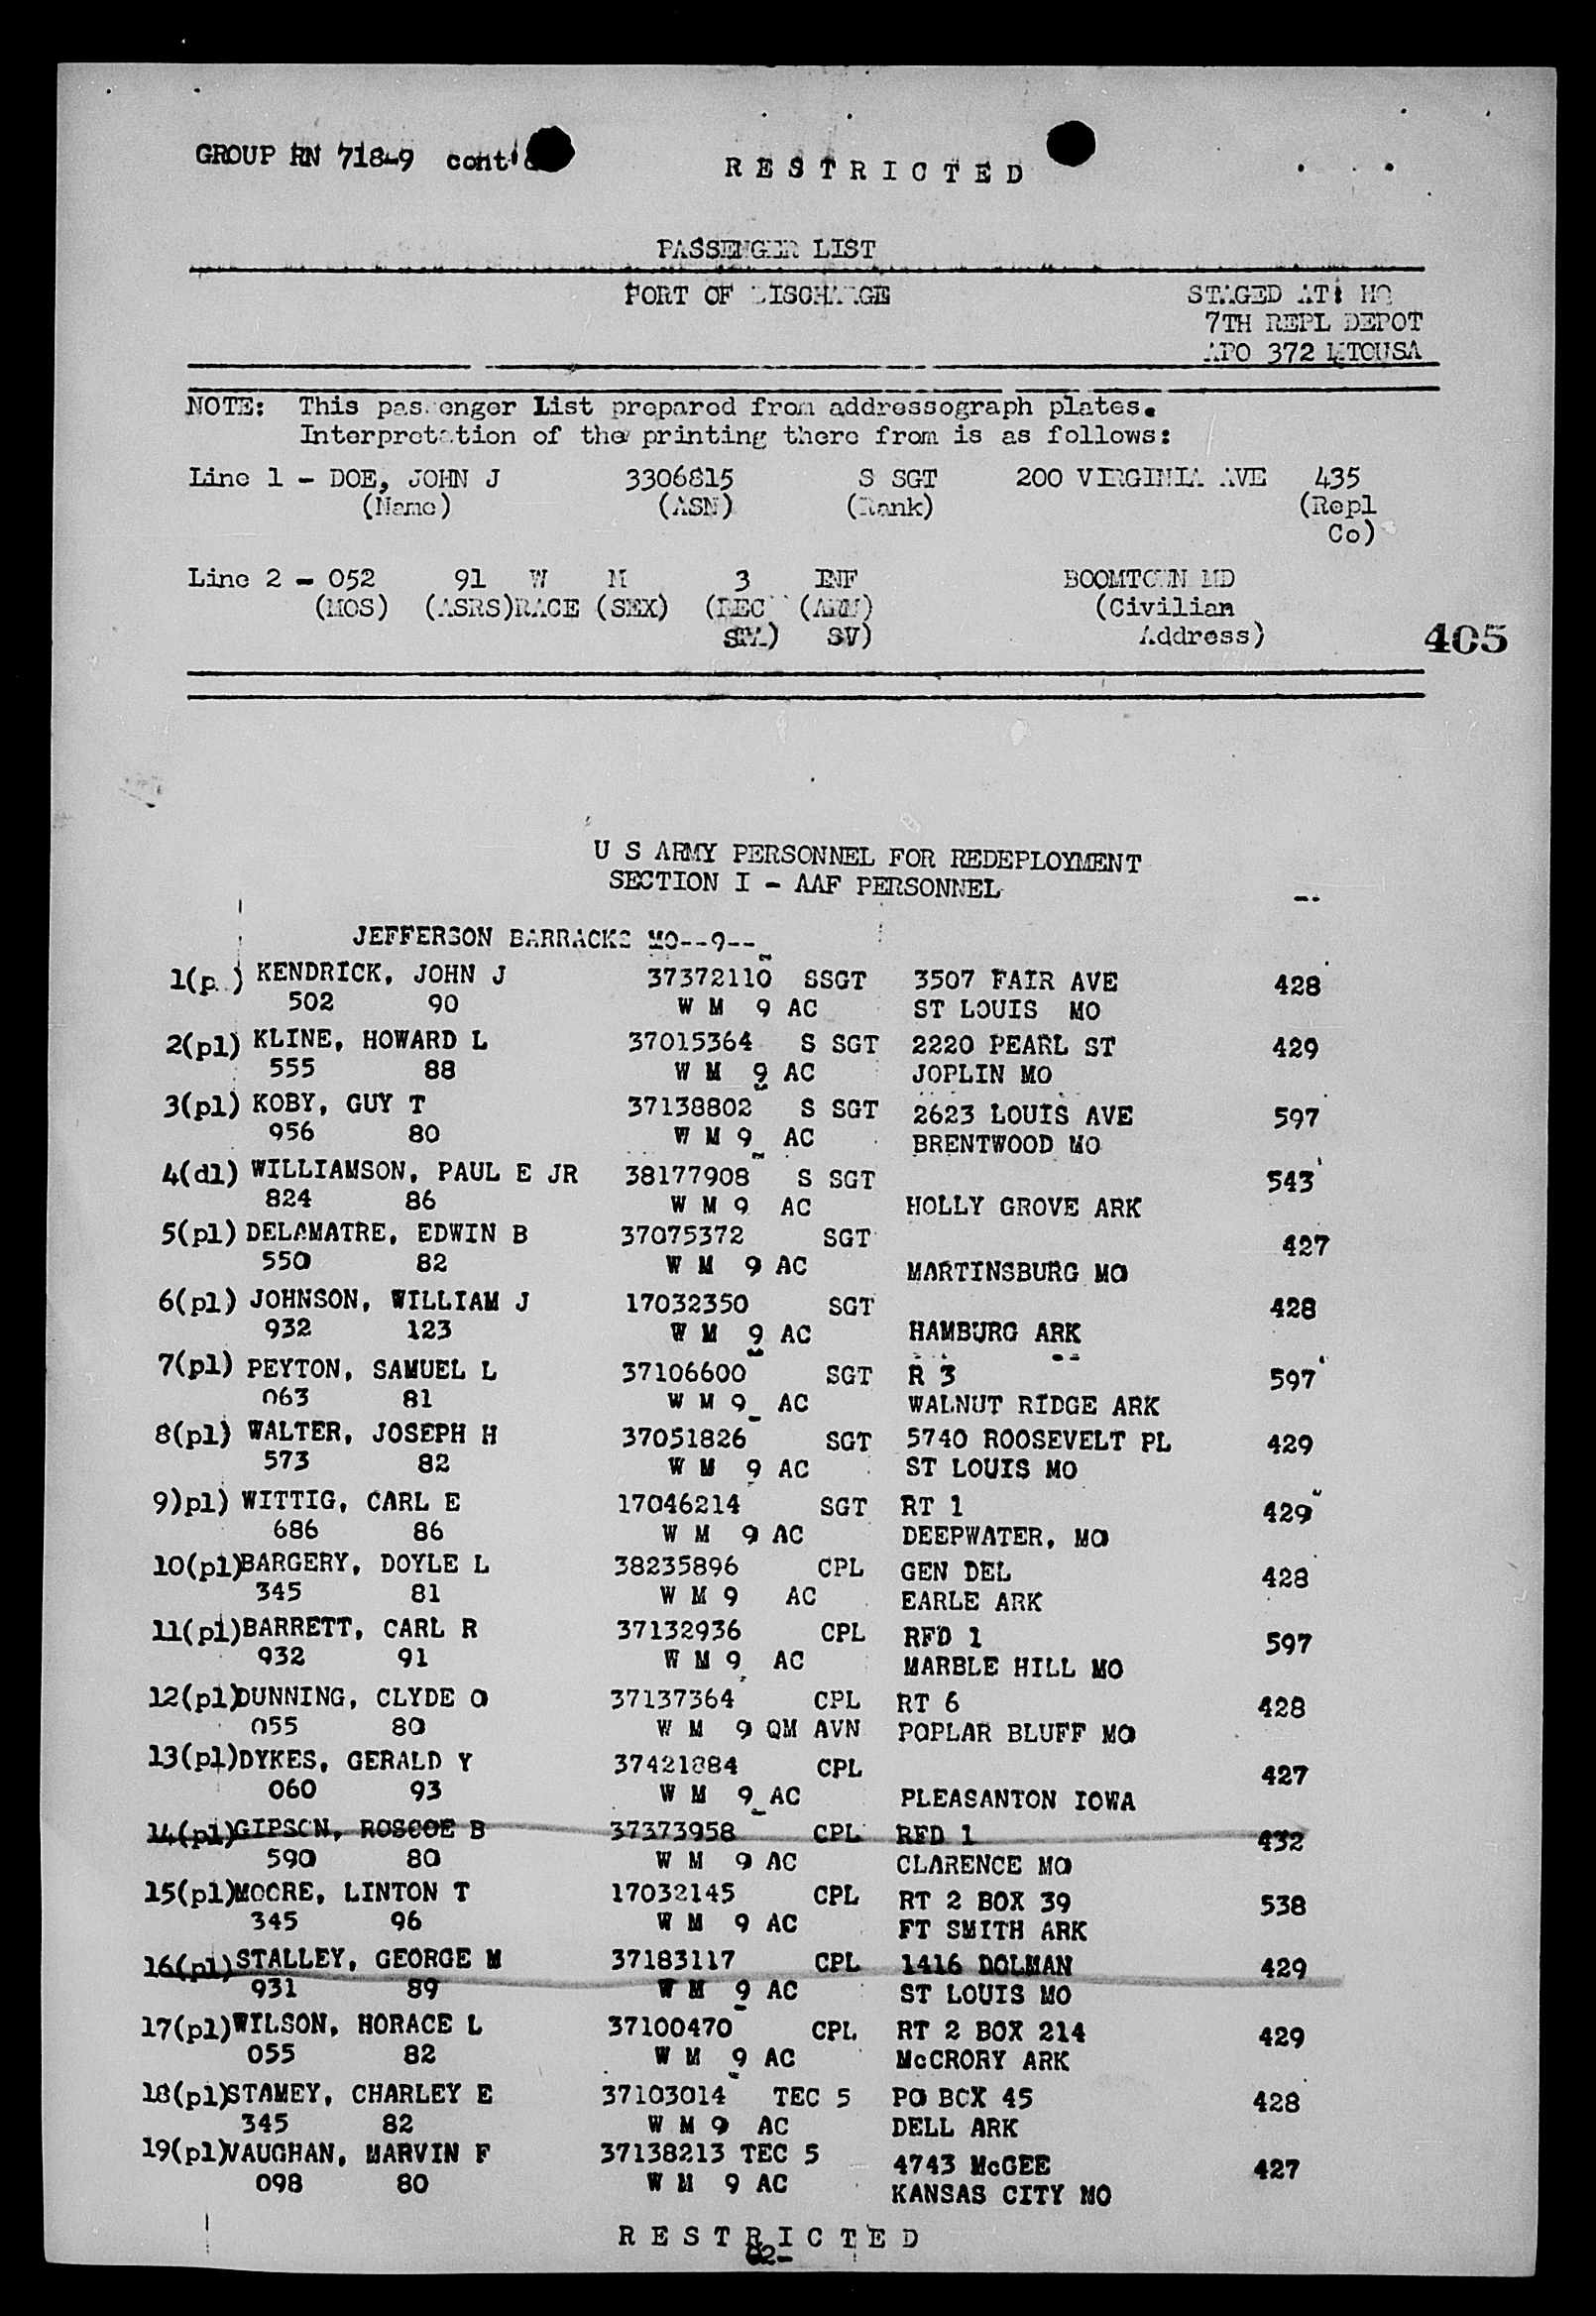 GROUP RN 718-9 cont'd
RESTRICTED
PASSENGER LIST
PORT OF DISCHARGE STAGED AT: HQ
7TH REPL DEPOT
APO 372 MTOUSA
NOTE: This passenger List prepared from addressograph plates.
Interpretation of the printing there from is as follows:
Line 1 - DOE, JOHN J 3306815 S SGT 200 VIRGINIA AVE 435
(Name) (ASN) (Rank) (Repl
Co)
Line 2 - 052 91 W M 3 INF BOOMTOWN MD
(MOS) (ASRS)RACE (SEX) (REC (ARM) (Civilian
SV) Address) 405
U S ARMY PERSONNEL FOR REDEPLOYMENT
SECTION I - AAF PERSONNEL
JEFFERSON BARRACKS MO--9--
1(p ) KENDRICK, JOHN J 37372110 SSGT 3507 FAIR AVE 428
502 90 W M 9 AC ST LOUIS MO
2(pl) KLINE, HOWARD L 37015364 S SGT 2220 PEARL ST 429
555 88 W M 9 AC JOPLIN MO
3(pl) KOBY, GUY T 37138802 S SGT 2623 LOUIS AVE 597
956 80 W M 9 AC BRENTWOOD MO
4(dl) WILLIAMSON, PAUL E JR 38177908 S SGT 543
824 86 W M 9 AC HOLLY GROVE ARK
5(pl) DELAMATRE, EDWIN B 37075372 SGT 427
550 82 W M 9 AC MARTINSBURG MO
6(pl) JOHNSON, WILLIAM J 17032350 SGT 428
932 123 W M 9 AC HAMBURG ARK
7(pl) PEYTON, SAMUEL L 37106600 SGT R 3 597
063 81 W M 9 AC WALNUT RIDGE ARK
8(pl) WALTER, JOSEPH H 37051826 SGT 5740 ROOSEVELT PL 429
573 82 W M 9 AC ST LOUIS MO
9)pl) WITTIG, CARL E 17046214 SGT RT 1 429
686 86 W M 9 AC DEEPWATER, MO
10(pl)BARGERY, DOYLE L 38235896 CPL GEN DEL 428
345 81 W M 9 AC EARLE ARK
11(pl)BARRETT, CARL R 37132936 CPL RFD 1 597
932 91 W M 9 AC MARBLE HILL MO
12(pl)DUNNING, CLYDE O 37137364 CPL RT 6 428
055 80 W M 9 QM AVN POPLAR BLUFF MO
13(pl)DYKES, GERALD Y 37421884 CPL 427
060 93 W M 9 AC PLEASANTON IOWA
14(pl)GIPSON, ROSCOE B 37373958 CPL RFD 1 432
590 80 W M 9 AC CLARENCE MO
15(pl)MOORE, LINTON T 17032145 CPL RT 2 BOX 39 538
345 96 W M 9 AC FT SMITH ARK
16(pl)STALLEY, GEORGE M 37183117 CPL 1416 DOLMAN 429
931 89 W M 9 AC ST LOUIS MO
17(pl)WILSON, HORACE L 37100470 CPL RT 2 BOX 214 429
055 82 W M 9 AC McCRORY ARK
18(pl)STAMEY, CHARLEY E 37103014 TEC 5 PO BOX 45 428
345 82 W M 9 AC DELL ARK
19(pl)VAUGHAN, MARVIN F 37138213 TEC 5 4743 McGEE 427
098 80 W M 9 AC KANSAS CITY MO
RESTRICTED